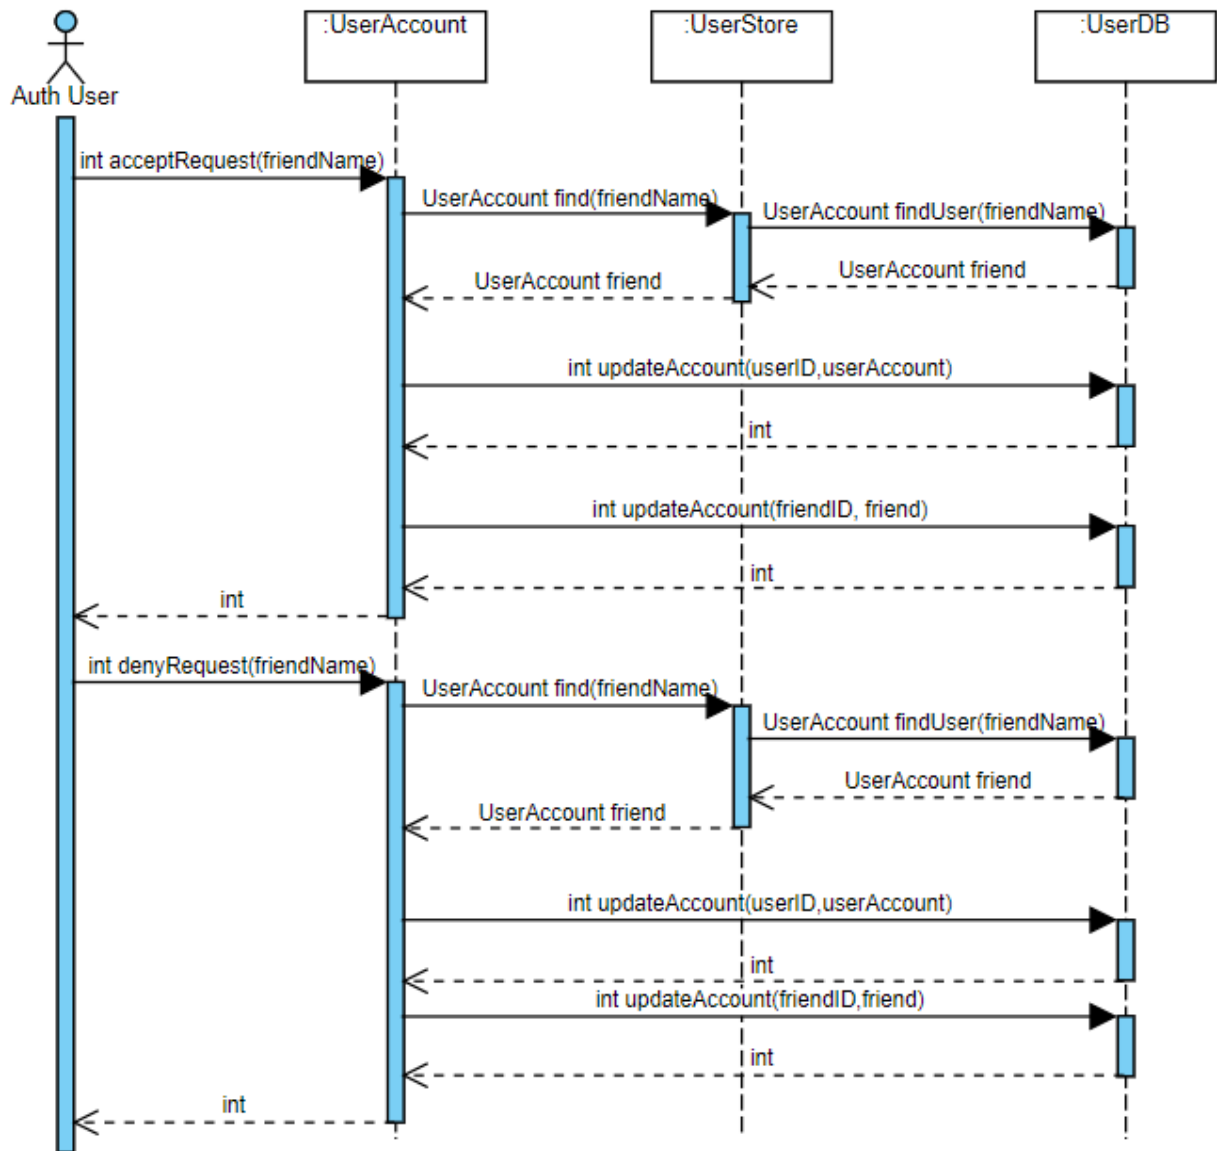 :UserAccount
:UserStore
:UserDB
Auth User
int acceptRequest(friendName)
UserAccount find(friendName)
UserAccount findUser(friendName)
UserAccount friend
UserAccount friend
int updateAccount(userID,userAccount)
int
int updateAccount(friendID, friend)
int
int
int denyRequest(friendName)
UserAccount find(friendName)
UserAccount findUser(friendName)
UserAccount friend
UserAccount friend
int updateAccount(userID,userAccount)
int
int updateAccount(friendID,friend)
int
int